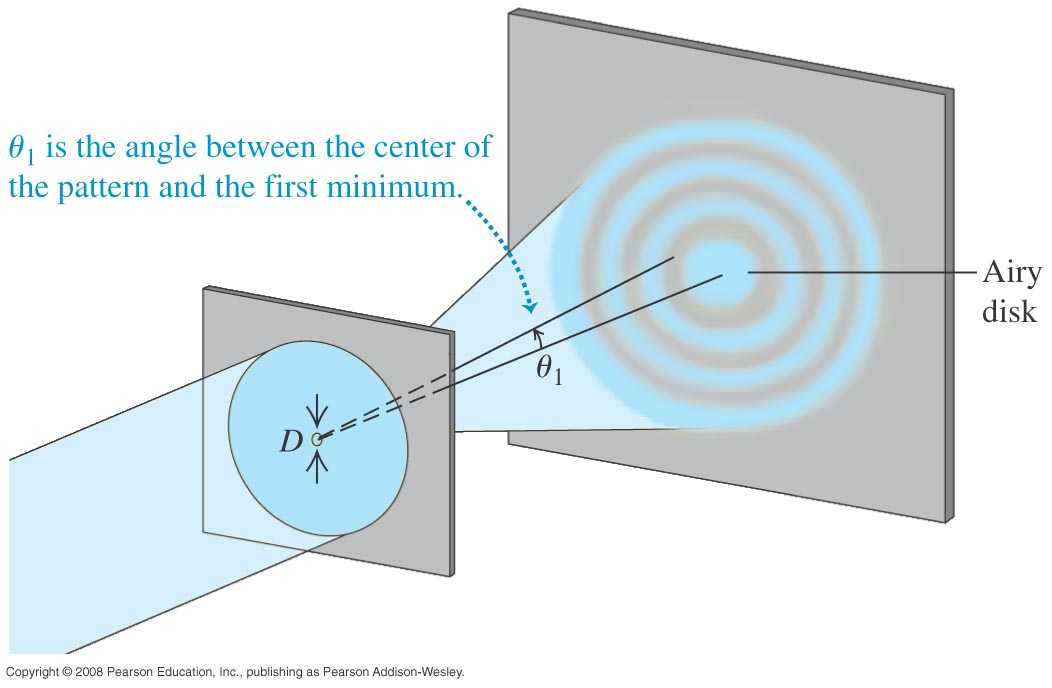 θ₁ is the angle between the center of
the pattern and the first minimum.
Airy
disk
θ₁
D
Copyright © 2008 Pearson Education, Inc., publishing as Pearson Addison-Wesley.